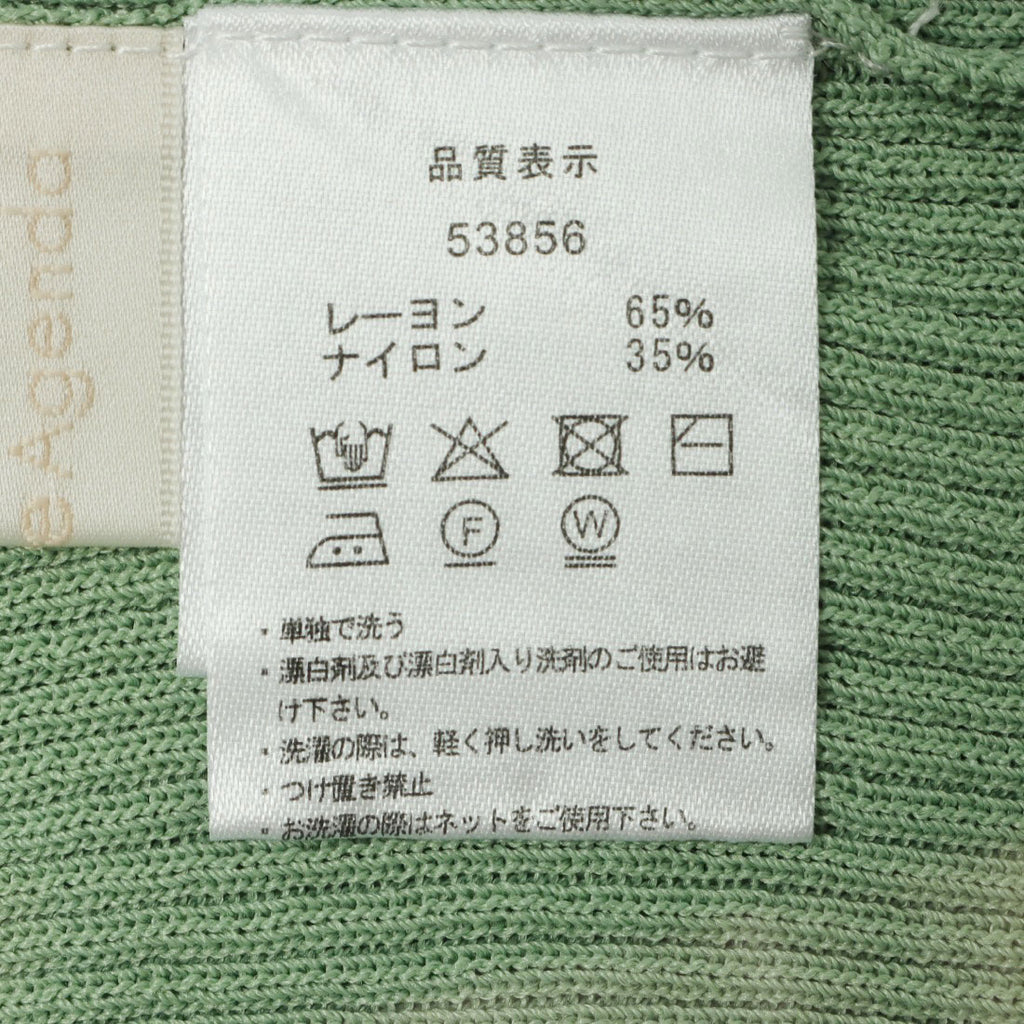 e Agenda
品質表示
53856
レーヨン 65%
ナイロン 35%
F W
・単独で洗う
・漂白剤及び漂白剤入り洗剤のご使用はお避
け下さい。
・洗濯の際は、軽く押し洗いをしてください。
・つけ置き禁止
・お洗濯の際はネットをご使用下さい。